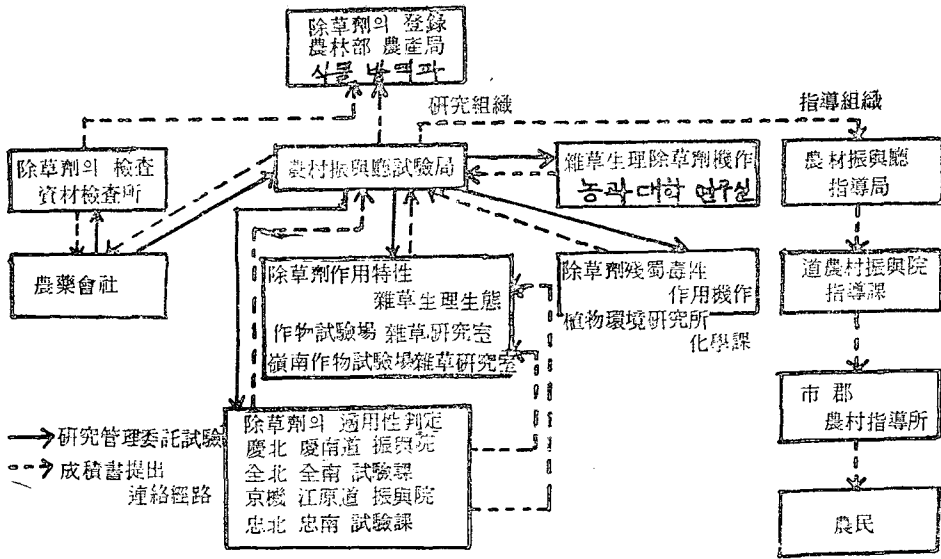 除草劑의 登錄
農林部 農產局
식물 방역과
研究組織
指導組織
除草劑의 檢査
資材檢査所
農村振興廳試驗局
雜草生理除草劑機作
농과대학 연구실
農村振興廳
指導局
農藥會社
除草劑作用特性
雜草生理生態
作物試驗場 雜草研究室
嶺南作物試驗場雜草研究室
除草劑殘蜀毒性
作用機作
植物環境研究所
化學課
道農村振興院
指導課
市 郡
農村指導所
農民
除草劑의 適用性判定
慶北 慶南道 振興院
全北 全南 試驗課
京機 江原道 振興院
忠北 忠南 試驗課
研究管理委託試驗
成積書提出
連絡經路